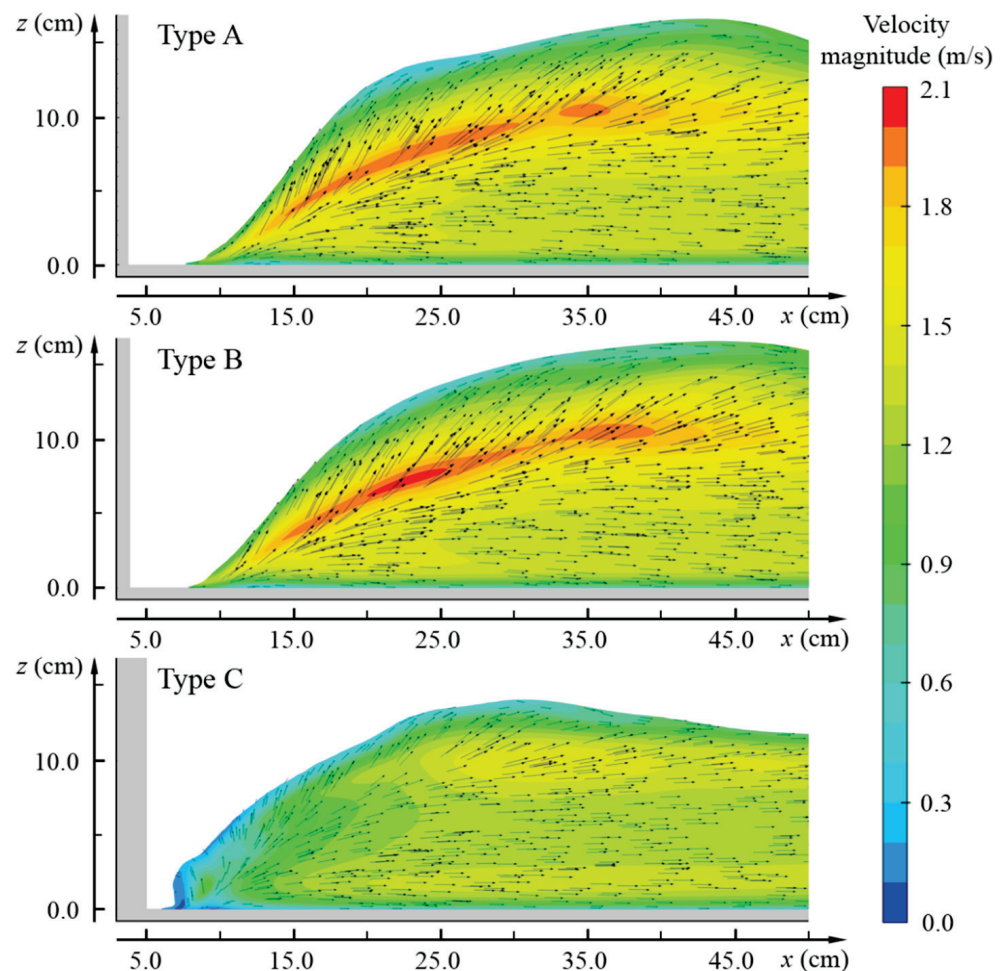 z (cm)
Type A
10.0
0.0
5.0 15.0 25.0 35.0 45.0 x (cm)
z (cm)
Type B
10.0
0.0
5.0 15.0 25.0 35.0 45.0 x (cm)
z (cm)
Type C
10.0
0.0
5.0 15.0 25.0 35.0 45.0 x (cm)
Velocity
magnitude (m/s)
2.1
1.8
1.5
1.2
0.9
0.6
0.3
0.0